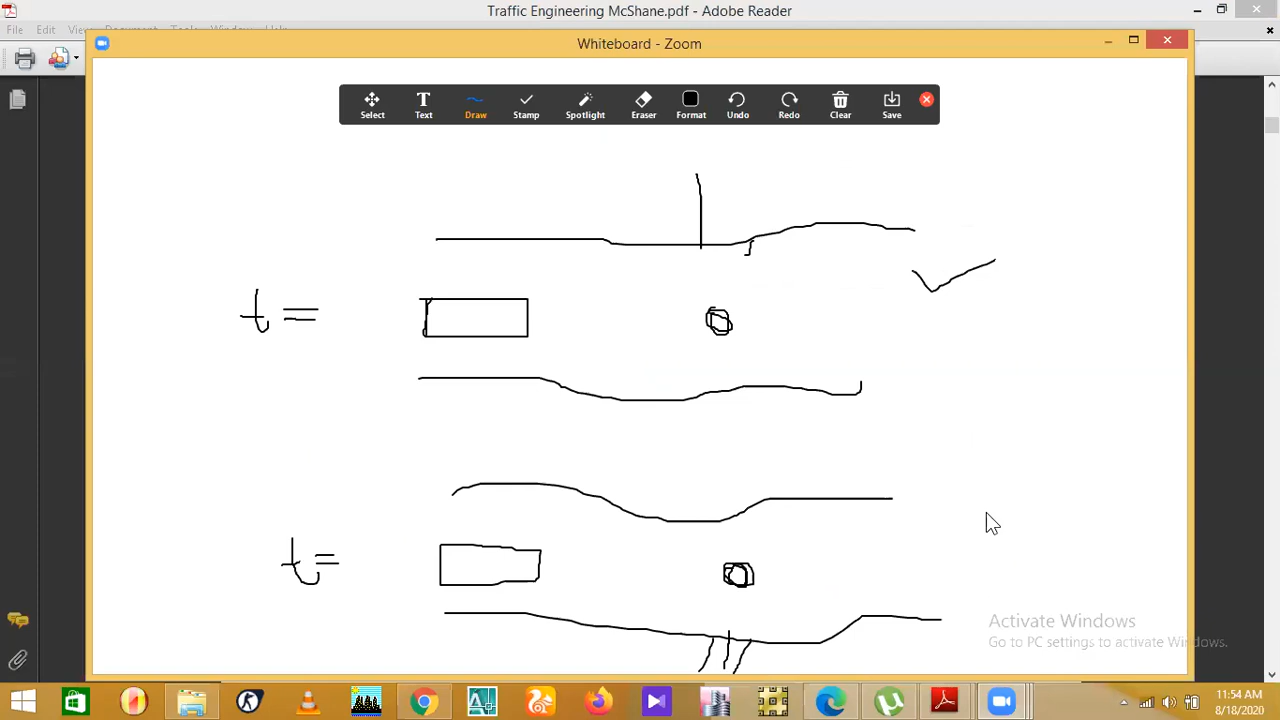 Traffic Engineering McShane.pdf - Adobe Reader
File Edit
Whiteboard - Zoom
Select Text Draw Stamp Spotlight Eraser Format Undo Redo Clear Save
t =
t =
Activate Windows
Go to PC settings to activate Windows.
11:54 AM
8/18/2020